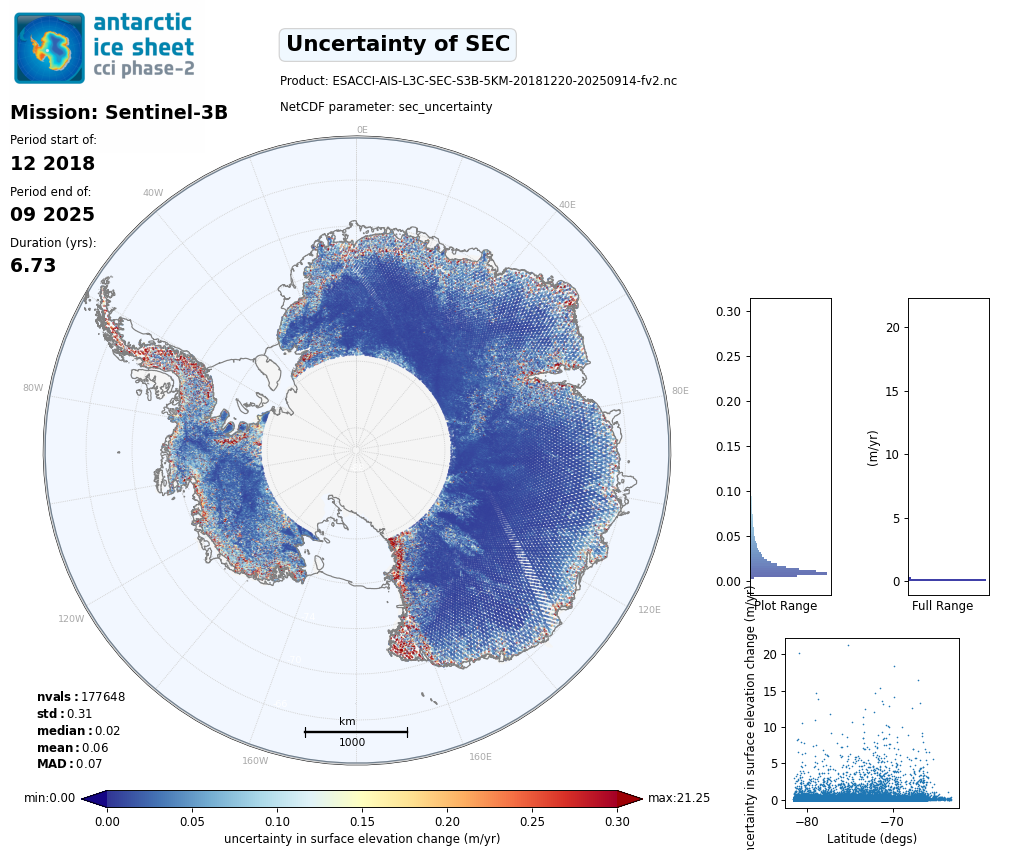 antarctic
ice sheet
cci phase-2
Uncertainty of SEC
Product: ESACCI-AIS-L3C-SEC-S3B-5KM-20181220-20250914-fv2.nc
NetCDF parameter: sec_uncertainty
Mission: Sentinel-3B
Period start of:
12 2018
Period end of:
09 2025
Duration (yrs):
6.73
0E
40W
40E
80W
80E
120W
120E
160W
160E
-70
km
1000
nvals:177648
std:0.31
median:0.02
mean:0.06
MAD:0.07
min:0.00
max:21.25
0.00 0.05 0.10 0.15 0.20 0.25 0.30
uncertainty in surface elevation change (m/yr)
0.30
0.25
0.20
0.15
0.10
0.05
0.00
Plot Range
20
15
10
5
0
(m/yr)
Full Range
ncertainty in surface elevation change (m/yr)
20
15
10
5
0
−80 −70
Latitude (degs)